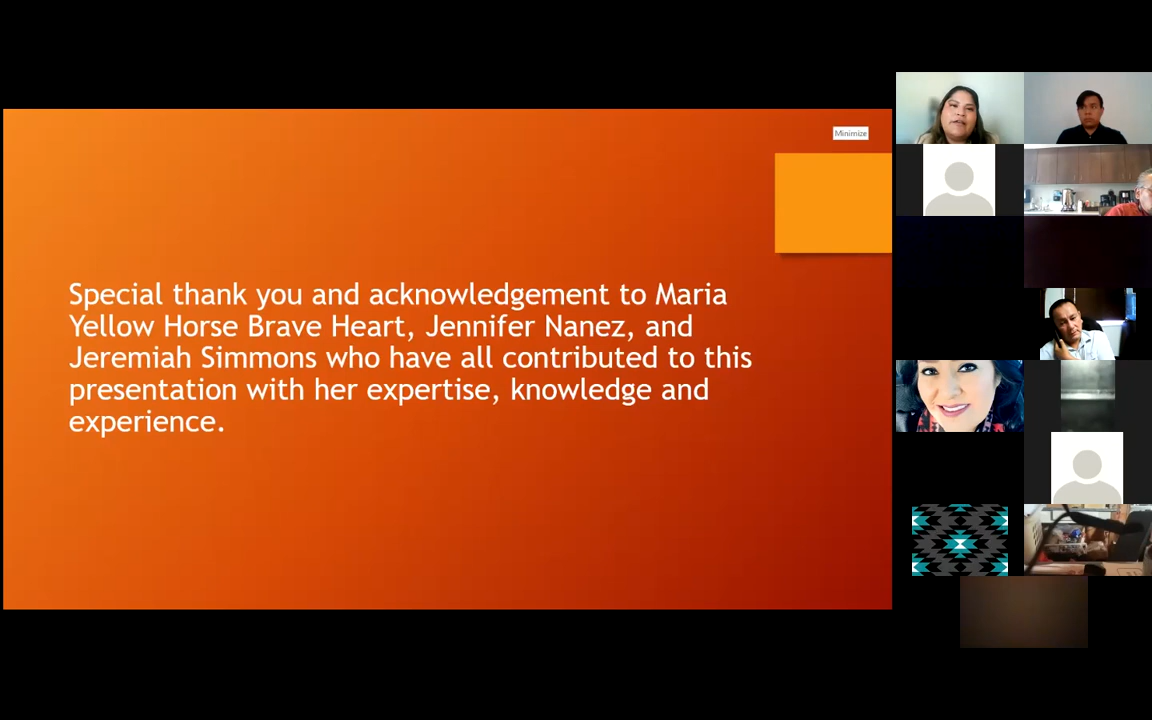 Minimize
Special thank you and acknowledgement to Maria
Yellow Horse Brave Heart, Jennifer Nanez, and
Jeremiah Simmons who have all contributed to this
presentation with her expertise, knowledge and
experience.